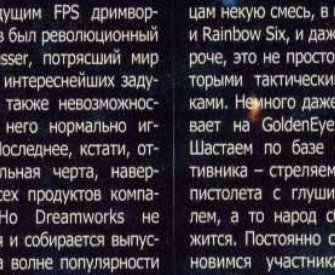 дущим FPS дримвор-
в был революционный
sser, потрясший мир
интереснейших заду-
также невозможнос-
него нормально иг-
Последнее, кстати, от-
льная черта, навер-
сех продуктов компа-
Но Dreamworks не
я и собирается выпус-
а волне популярности
цам некую смесь, в
и Rainbow Six, и даж
роче, это не просто
торыми тактически
ками. Немного даже
вает на GoldenEye
Шастаем по базе
тивника – стреляем
пистолета с глуши
лем, а то народ с
жится. Постоянно с
новимся участник